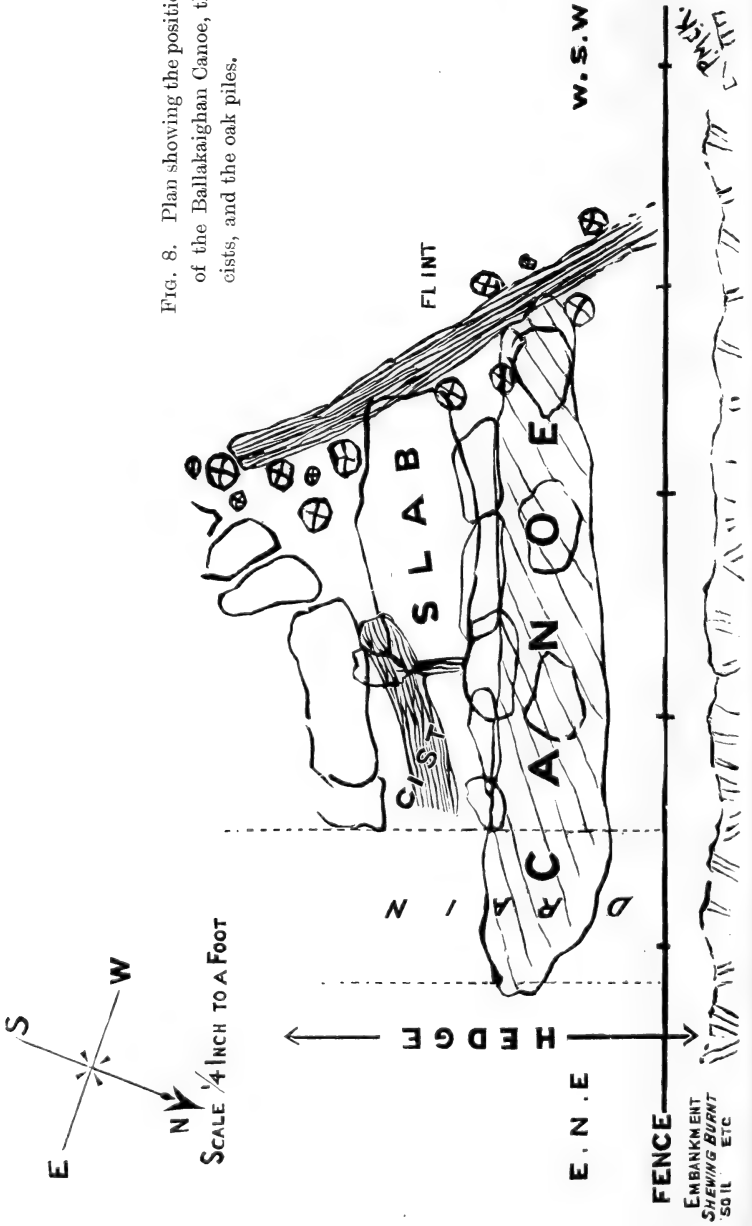 FIG. 8. Plan showing the positio
of the Ballakaighan Canoe, t
cists, and the oak piles.
S
E
W
N
SCALE ¼ INCH TO A FOOT
FLINT
W.S.W
SLAB
CIST
CANOE
DRAIN
HEDGE
E.N.E
FENCE
EMBANKMENT
SHEWING BURNT
SOIL ETC